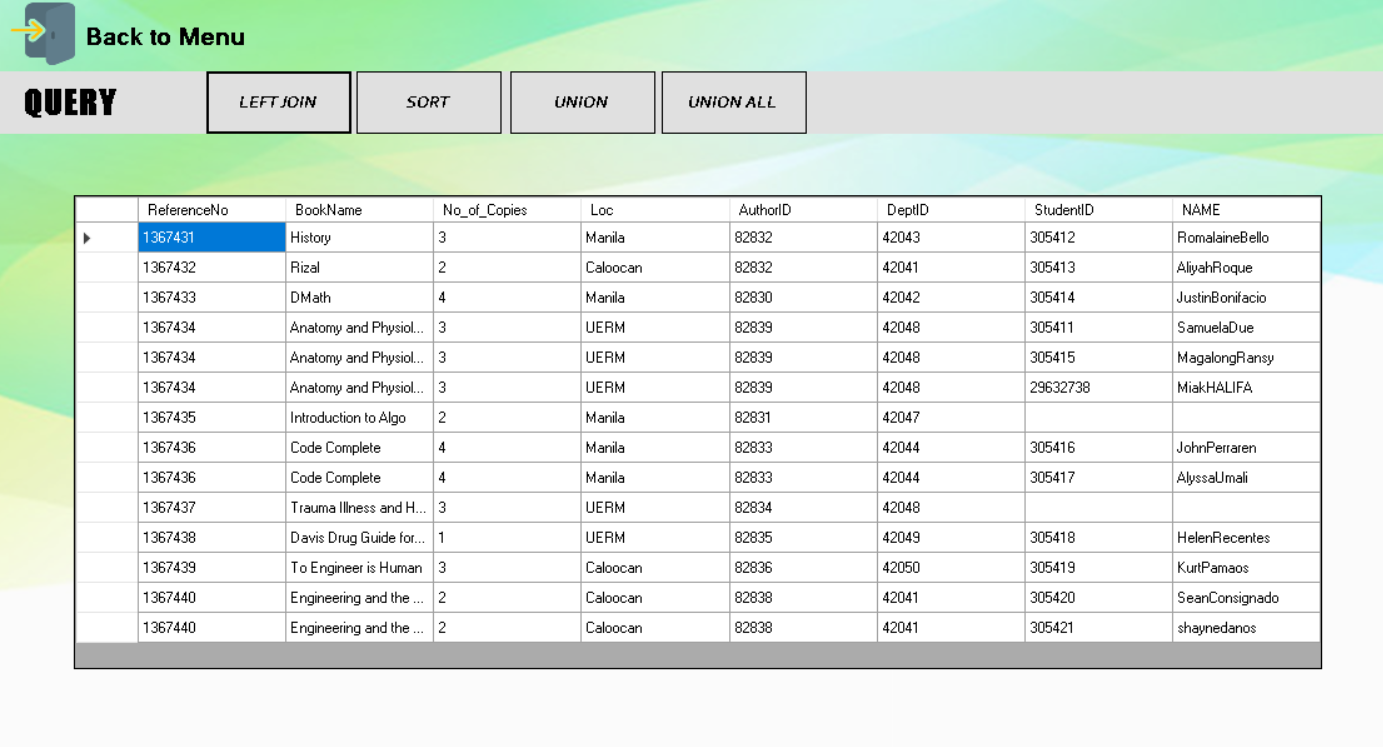 Back to Menu
QUERY LEFT JOIN SORT UNION UNION ALL
ReferenceNo BookName No_of_Copies Loc AuthorID DeptID StudentID NAME
1367431 History 3 Manila 82832 42043 305412 RomalaineBello
1367432 Rizal 2 Caloocan 82832 42041 305413 AliyahRoque
1367433 DMath 4 Manila 82830 42042 305414 JustinBonifacio
1367434 Anatomy and Physiol... 3 UERM 82839 42048 305411 SamuelaDue
1367434 Anatomy and Physiol... 3 UERM 82839 42048 305415 MagalongRansy
1367434 Anatomy and Physiol... 3 UERM 82839 42048 29632738 MiakHALIFA
1367435 Introduction to Algo 2 Manila 82831 42047
1367436 Code Complete 4 Manila 82833 42044 305416 JohnPerraren
1367436 Code Complete 4 Manila 82833 42044 305417 AlyssaUmali
1367437 Trauma Illness and H... 3 UERM 82834 42048
1367438 Davis Drug Guide for... 1 UERM 82835 42049 305418 HelenRecentes
1367439 To Engineer is Human 3 Caloocan 82836 42050 305419 KurtPamaos
1367440 Engineering and the ... 2 Caloocan 82838 42041 305420 SeanConsignado
1367440 Engineering and the ... 2 Caloocan 82838 42041 305421 shaynedanos